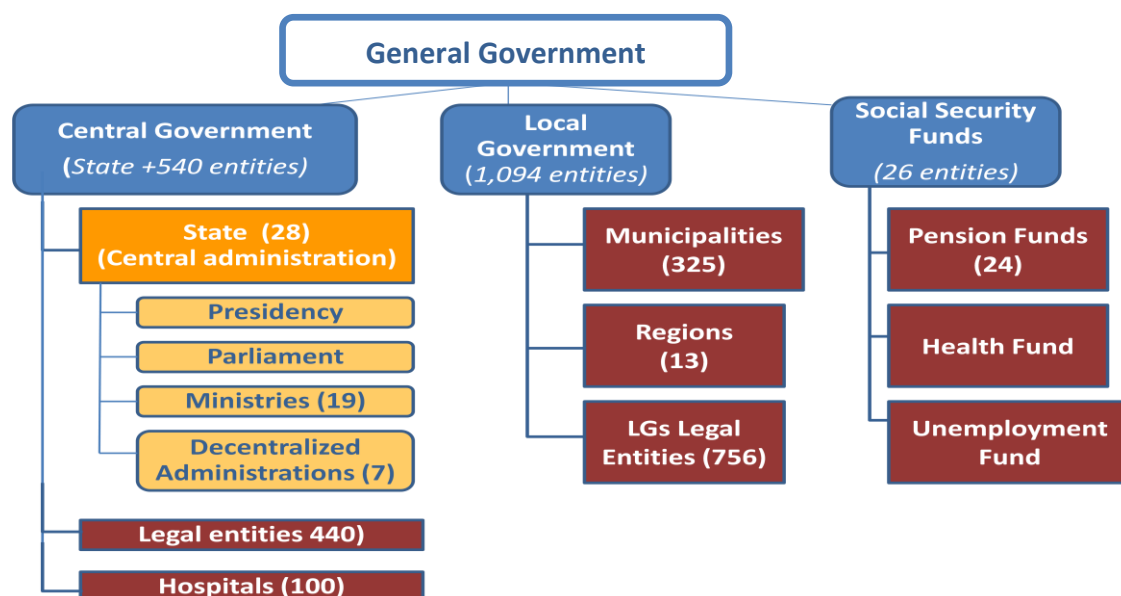 General Government
Central Government
(State +540 entities)
State (28)
(Central administration)
Presidency
Parliament
Ministries (19)
Decentralized
Administrations (7)
Legal entities 440)
Hospitals (100)
Local
Government
(1,094 entities)
Municipalities
(325)
Regions
(13)
LGs Legal
Entities (756)
Social Security
Funds
(26 entities)
Pension Funds
(24)
Health Fund
Unemployment
Fund